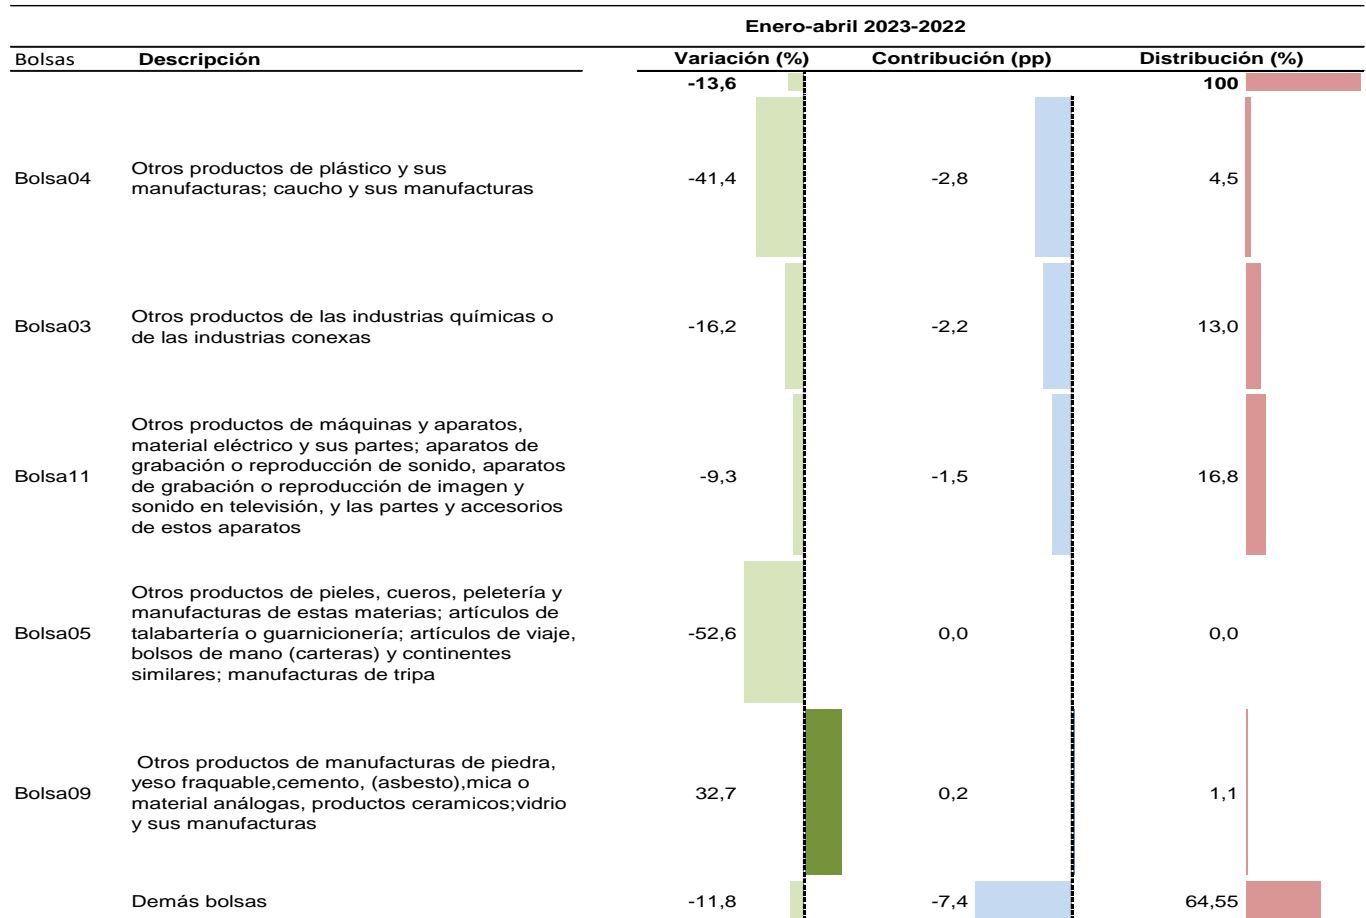 Enero-abril 2023-2022
Bolsas Descripción Variación (%) Contribución (pp) Distribución (%)
-13,6 100
Otros productos de plástico y sus
Bolsa04 -41,4 -2,8 4,5
manufacturas; caucho y sus manufacturas
Otros productos de las industrias químicas o
Bolsa03 -16,2 -2,2 13,0
de las industrias conexas
Otros productos de máquinas y aparatos,
material eléctrico y sus partes; aparatos de
grabación o reproducción de sonido, aparatos
Bolsa11 de grabación o reproducción de imagen y -9,3 -1,5 16,8
sonido en televisión, y las partes y accesorios
de estos aparatos
Otros productos de pieles, cueros, peletería y
manufacturas de estas materias; artículos de
Bolsa05 talabartería o guarnicionería; artículos de viaje, -52,6 0,0 0,0
bolsos de mano (carteras) y continentes
similares; manufacturas de tripa
Otros productos de manufacturas de piedra,
yeso fraquable,cemento, (asbesto),mica o
Bolsa09 material análogas, productos ceramicos;vidrio 32,7 0,2 1,1
y sus manufacturas
Demás bolsas -11,8 -7,4 64,55